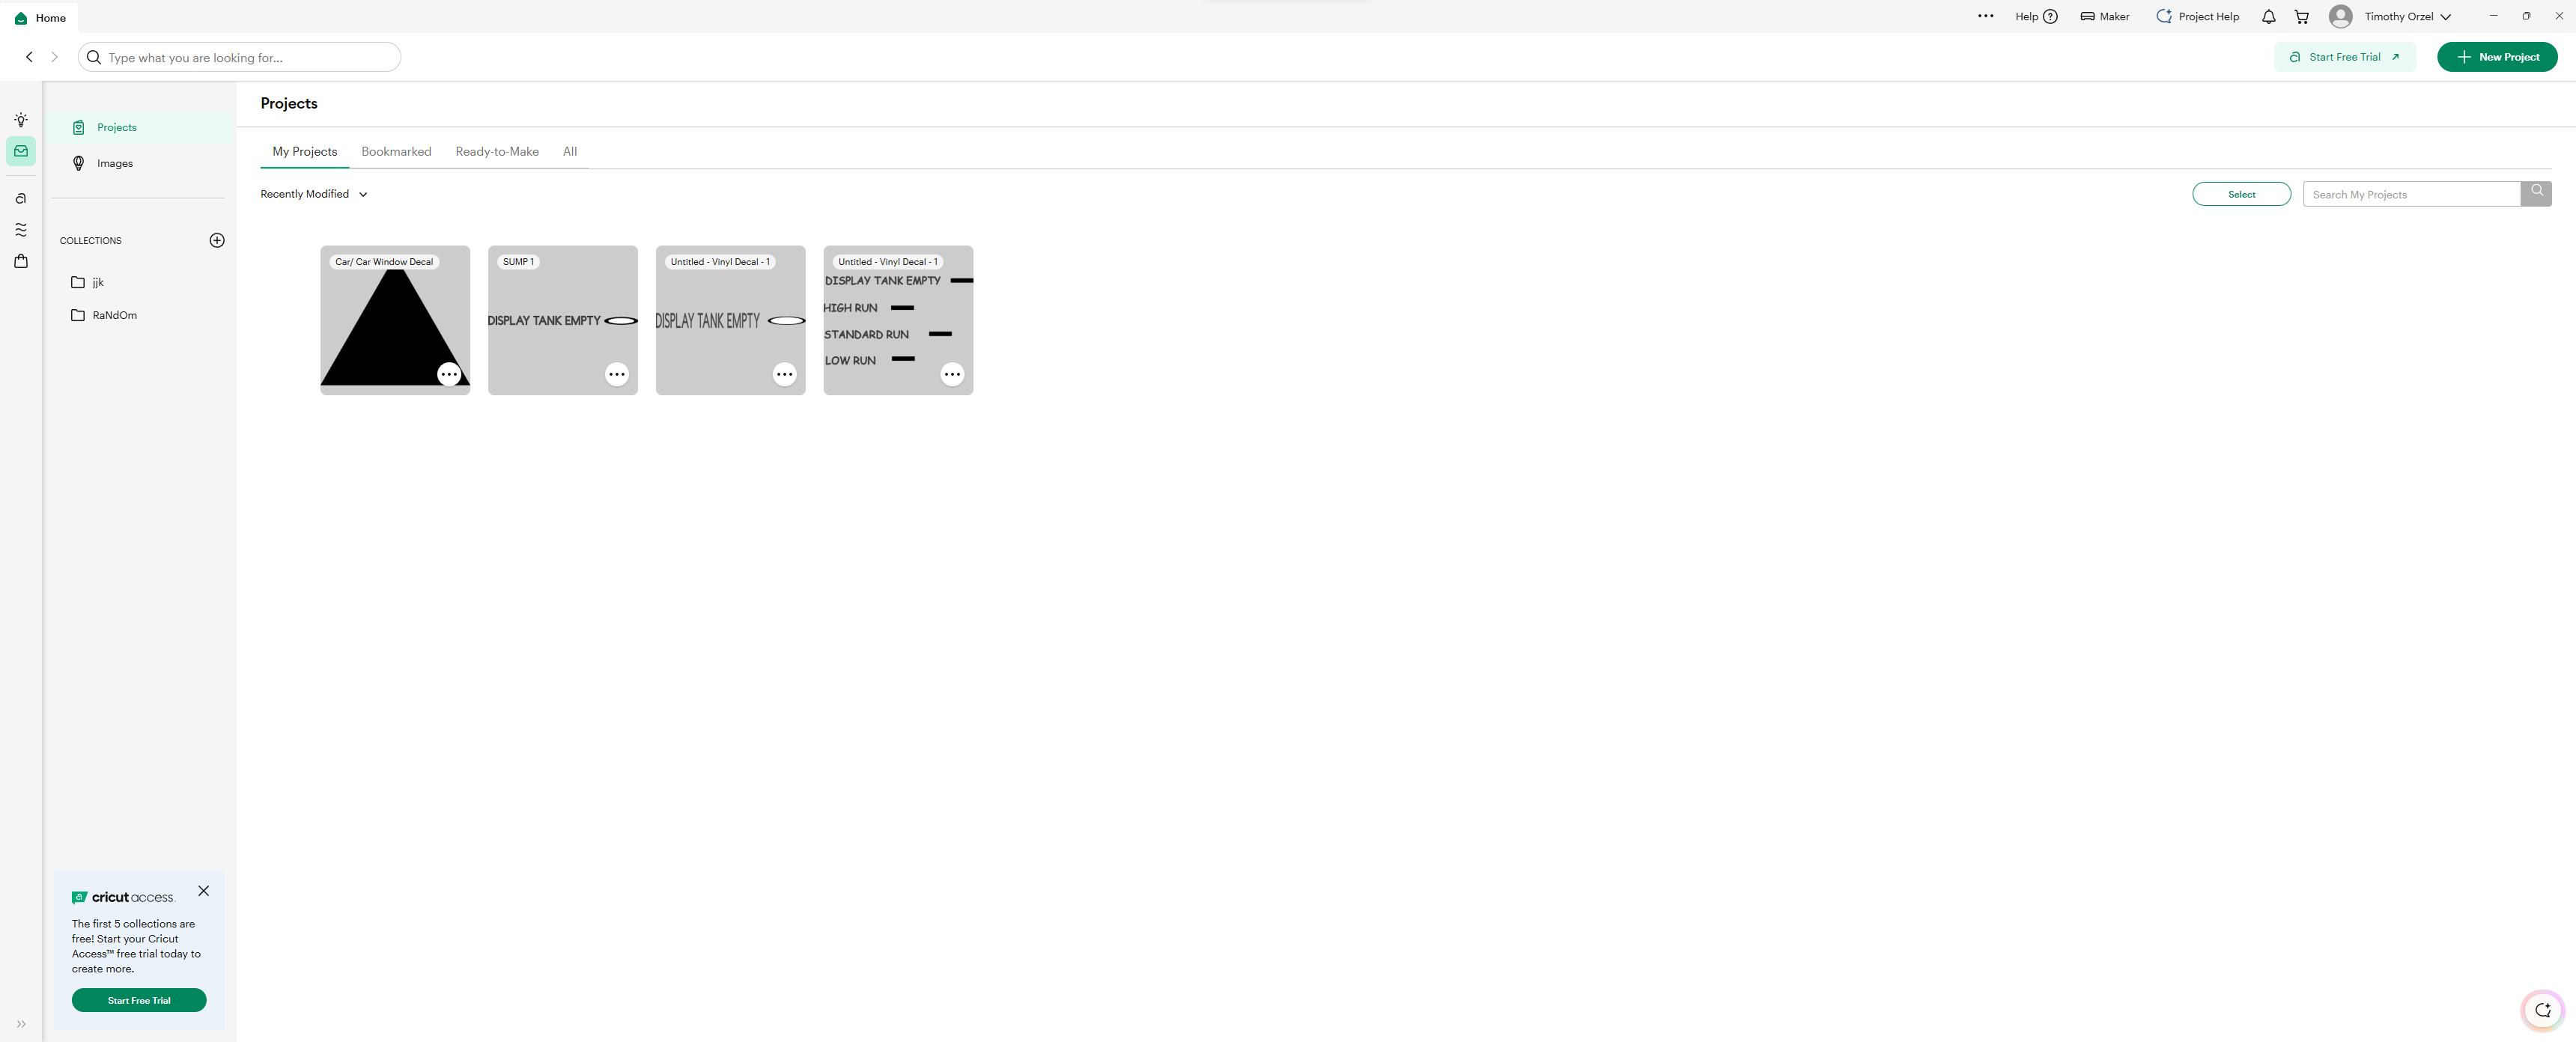 Home
Help
Maker
Project Help
Timothy Orzel
Type what you are looking for...
Start Free Trial
New Project
Projects
Images
COLLECTIONS
jjk
RaNdOm
Projects
My Projects
Bookmarked
Ready-to-Make
All
Recently Modified
Select
Search My Projects
Car/ Car Window Decal
SUMP 1
DISPLAY TANK EMPTY
Untitled - Vinyl Decal - 1
DISPLAY TANK EMPTY
Untitled - Vinyl Decal - 1
DISPLAY TANK EMPTY
HIGH RUN
STANDARD RUN
LOW RUN
cricut access.
The first 5 collections are
free! Start your Cricut
Access™ free trial today to
create more.
Start Free Trial